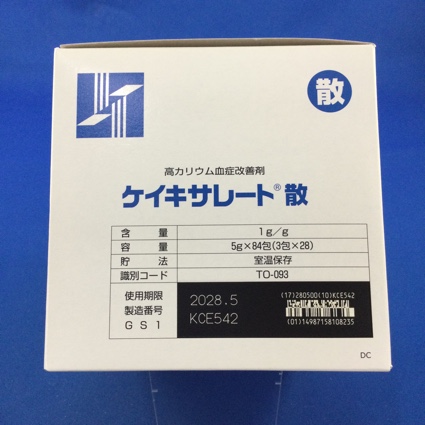 散
高カリウム血症改善剤
ケイキサレート®散
含量 1g/g
容量 5g×84包(3包×28)
貯法 室温保存
識別コード TO-093
使用期限 2028.5
製造番号 KCE542
GS1
(17)280500(10)KCE542
(01)14987158108235
DC